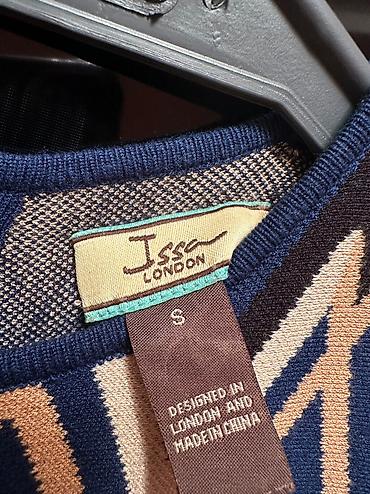 Issa
LONDON
S
DESIGNED IN
LONDON AND
MADE IN CHINA